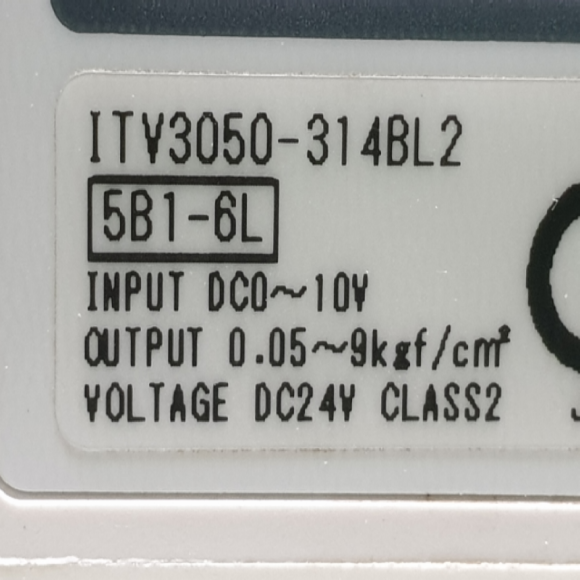 ITV3050-314BL2
5B1-6L
INPUT DC0～10V
OUTPUT 0.05～9kgf/cm²
VOLTAGE DC24V CLASS2